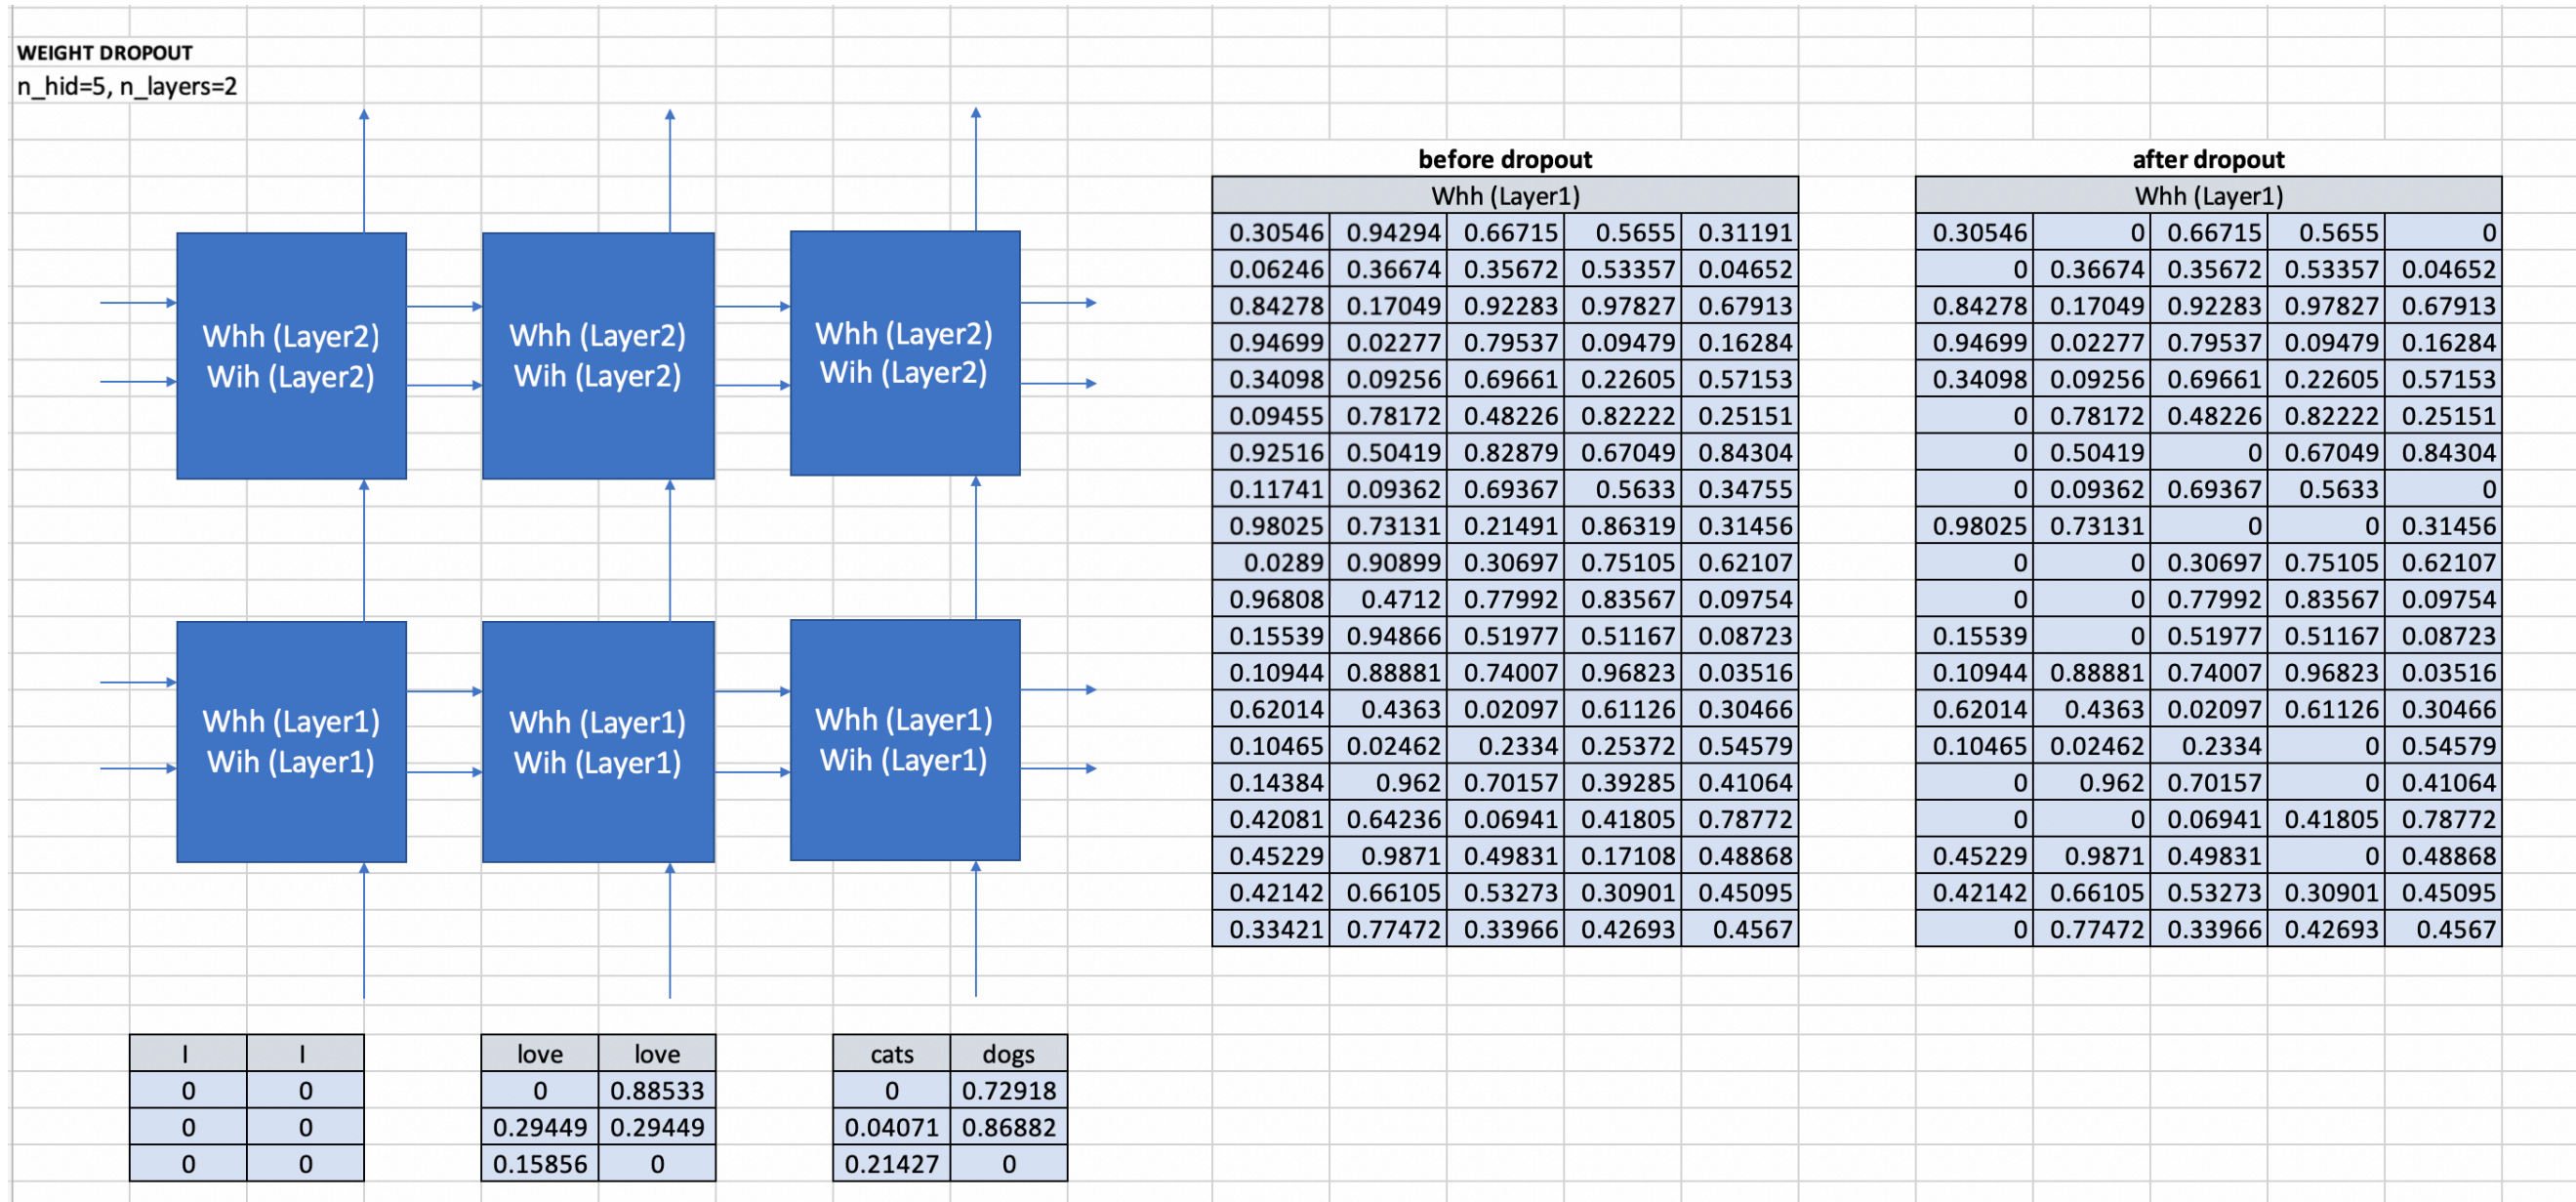 WEIGHT DROPOUT
n_hid=5, n_layers=2
Whh (Layer2)
Wih (Layer2)
Whh (Layer2)
Wih (Layer2)
Whh (Layer2)
Wih (Layer2)
Whh (Layer1)
Wih (Layer1)
Whh (Layer1)
Wih (Layer1)
Whh (Layer1)
Wih (Layer1)
I I
0 0
0 0
0 0
love love
0 0.88533
0.29449 0.29449
0.15856 0
cats dogs
0 0.72918
0.04071 0.86882
0.21427 0
before dropout
Whh (Layer1)
0.30546 0.94294 0.66715 0.5655 0.31191
0.06246 0.36674 0.35672 0.53357 0.04652
0.84278 0.17049 0.92283 0.97827 0.67913
0.94699 0.02277 0.79537 0.09479 0.16284
0.34098 0.09256 0.69661 0.22605 0.57153
0.09455 0.78172 0.48226 0.82222 0.25151
0.92516 0.50419 0.82879 0.67049 0.84304
0.11741 0.09362 0.69367 0.5633 0.34755
0.98025 0.73131 0.21491 0.86319 0.31456
0.0289 0.90899 0.30697 0.75105 0.62107
0.96808 0.4712 0.77992 0.83567 0.09754
0.15539 0.94866 0.51977 0.51167 0.08723
0.10944 0.88881 0.74007 0.96823 0.03516
0.62014 0.4363 0.02097 0.61126 0.30466
0.10465 0.02462 0.2334 0.25372 0.54579
0.14384 0.962 0.70157 0.39285 0.41064
0.42081 0.64236 0.06941 0.41805 0.78772
0.45229 0.9871 0.49831 0.17108 0.48868
0.42142 0.66105 0.53273 0.30901 0.45095
0.33421 0.77472 0.33966 0.42693 0.4567
after dropout
Whh (Layer1)
0.30546 0 0.66715 0.5655 0
0 0.36674 0.35672 0.53357 0.04652
0.84278 0.17049 0.92283 0.97827 0.67913
0.94699 0.02277 0.79537 0.09479 0.16284
0.34098 0.09256 0.69661 0.22605 0.57153
0 0.78172 0.48226 0.82222 0.25151
0 0.50419 0 0.67049 0.84304
0 0.09362 0.69367 0.5633 0
0.98025 0.73131 0 0 0.31456
0 0 0.30697 0.75105 0.62107
0 0 0.77992 0.83567 0.09754
0.15539 0 0.51977 0.51167 0.08723
0.10944 0.88881 0.74007 0.96823 0.03516
0.62014 0.4363 0.02097 0.61126 0.30466
0.10465 0.02462 0.2334 0 0.54579
0 0.962 0.70157 0 0.41064
0 0 0.06941 0.41805 0.78772
0.45229 0.9871 0.49831 0 0.48868
0.42142 0.66105 0.53273 0.30901 0.45095
0 0.77472 0.33966 0.42693 0.4567